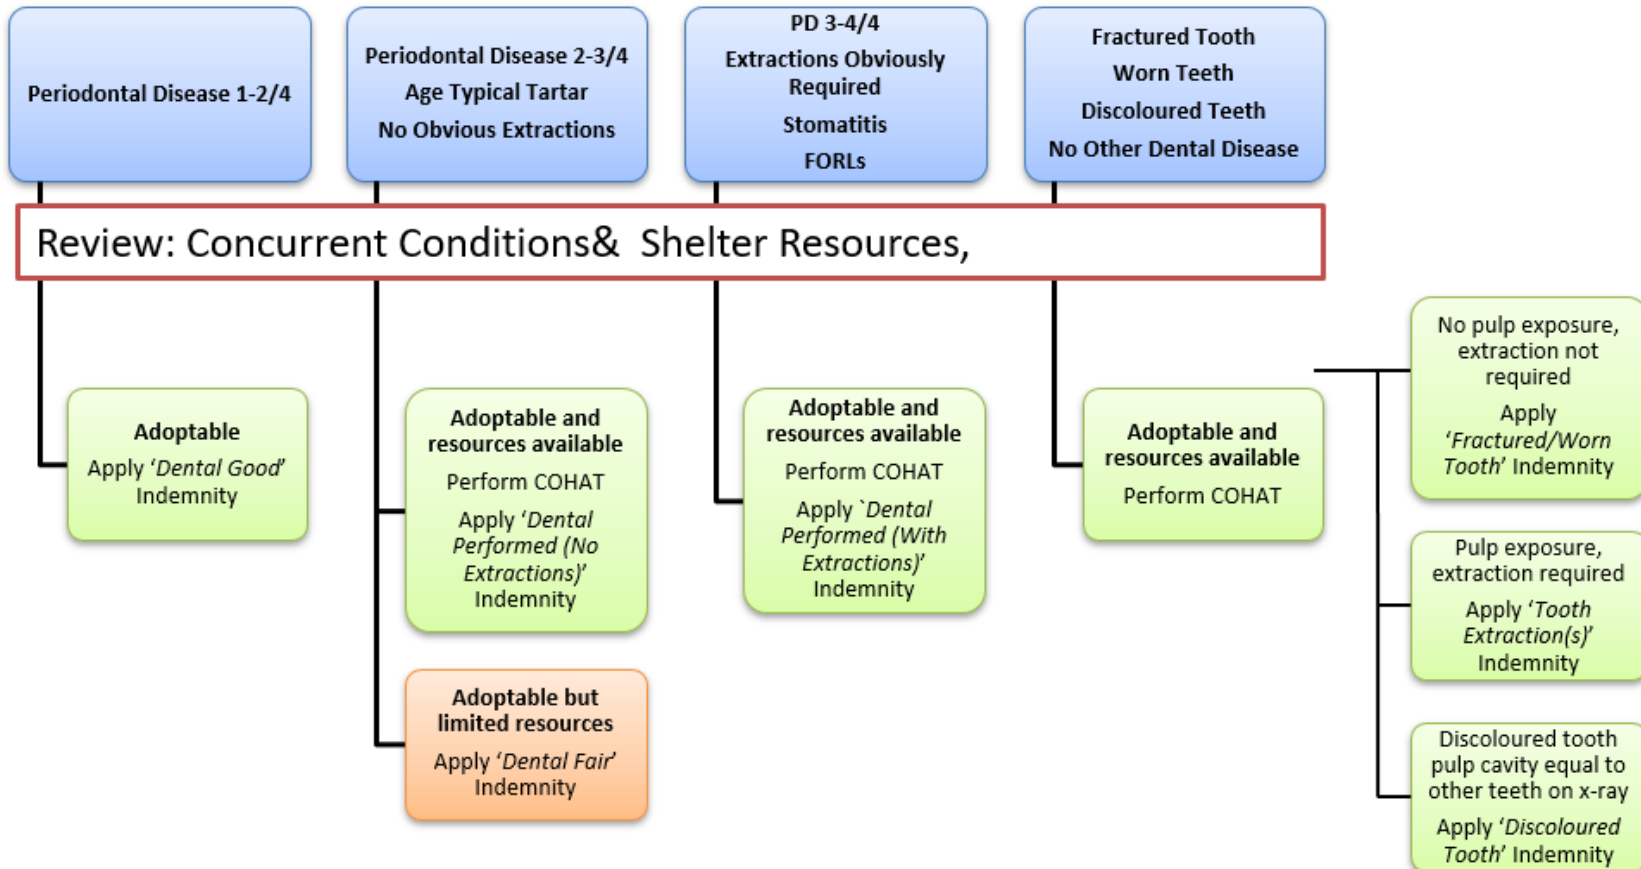 Periodontal Disease 1-2/4
Periodontal Disease 2-3/4
Age Typical Tartar
No Obvious Extractions
PD 3-4/4
Extractions Obviously
Required
Stomatitis
FORLs
Fractured Tooth
Worn Teeth
Discoloured Teeth
No Other Dental Disease
Review: Concurrent Conditions&  Shelter Resources,
Adoptable
Apply ‘Dental Good’
Indemnity
Adoptable and
resources available
Perform COHAT
Apply ‘Dental
Performed (No
Extractions)’
Indemnity
Adoptable but
limited resources
Apply ‘Dental Fair’
Indemnity
Adoptable and
resources available
Perform COHAT
Apply `Dental
Performed (With
Extractions)’
Indemnity
Adoptable and
resources available
Perform COHAT
No pulp exposure,
extraction not
required
Apply
‘Fractured/Worn
Tooth’ Indemnity
Pulp exposure,
extraction required
Apply ‘Tooth
Extraction(s)’
Indemnity
Discoloured tooth
pulp cavity equal to
other teeth on x-ray
Apply ‘Discoloured
Tooth’ Indemnity